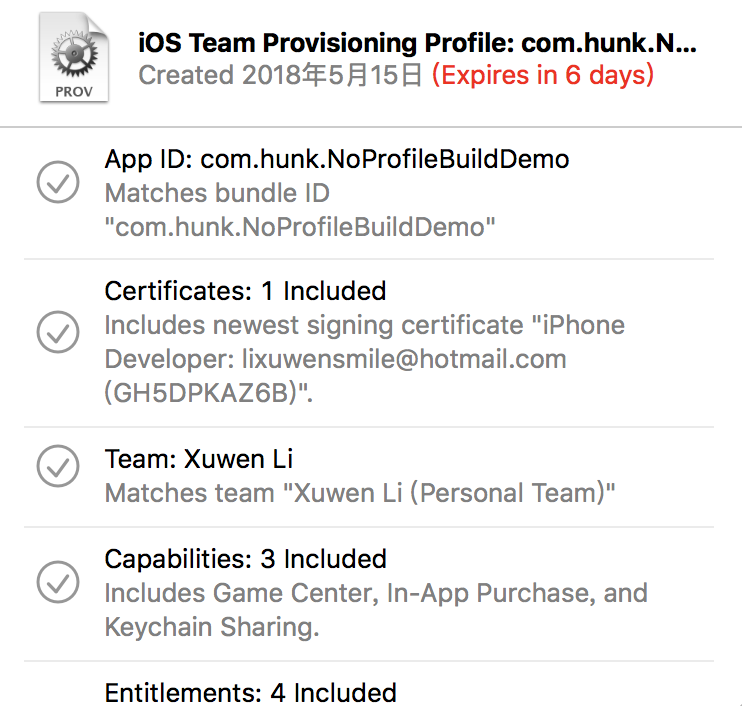 iOS Team Provisioning Profile: com.hunk.N...
Created 2018年5月15日 (Expires in 6 days)
PROV
App ID: com.hunk.NoProfileBuildDemo
Matches bundle ID
"com.hunk.NoProfileBuildDemo"
Certificates: 1 Included
Includes newest signing certificate "iPhone
Developer: lixuwensmile@hotmail.com
(GH5DPKAZ6B)".
Team: Xuwen Li
Matches team "Xuwen Li (Personal Team)"
Capabilities: 3 Included
Includes Game Center, In-App Purchase, and
Keychain Sharing.
Entitlements: 4 Included